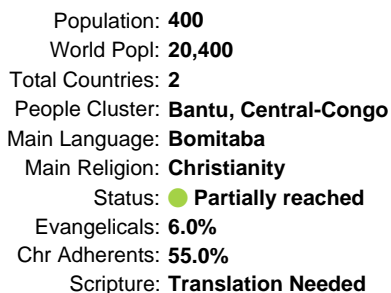 Population: 400
World Popl: 20,400
Total Countries: 2
People Cluster: Bantu, Central-Congo
Main Language: Bomitaba
Main Religion: Christianity
Status: Partially reached
Evangelicals: 6.0%
Chr Adherents: 55.0%
Scripture: Translation Needed